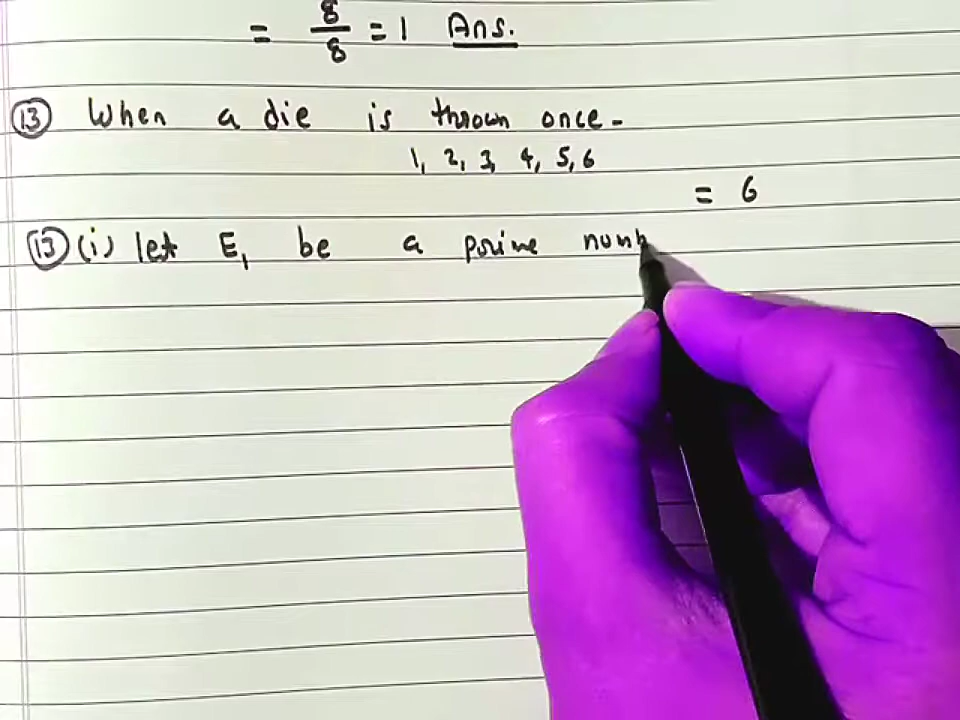 = 8/8 = 1 Ans.
(13) When a die is thrown once -
1, 2, 3, 4, 5, 6
= 6
(13) (i) let E, be a prime numb